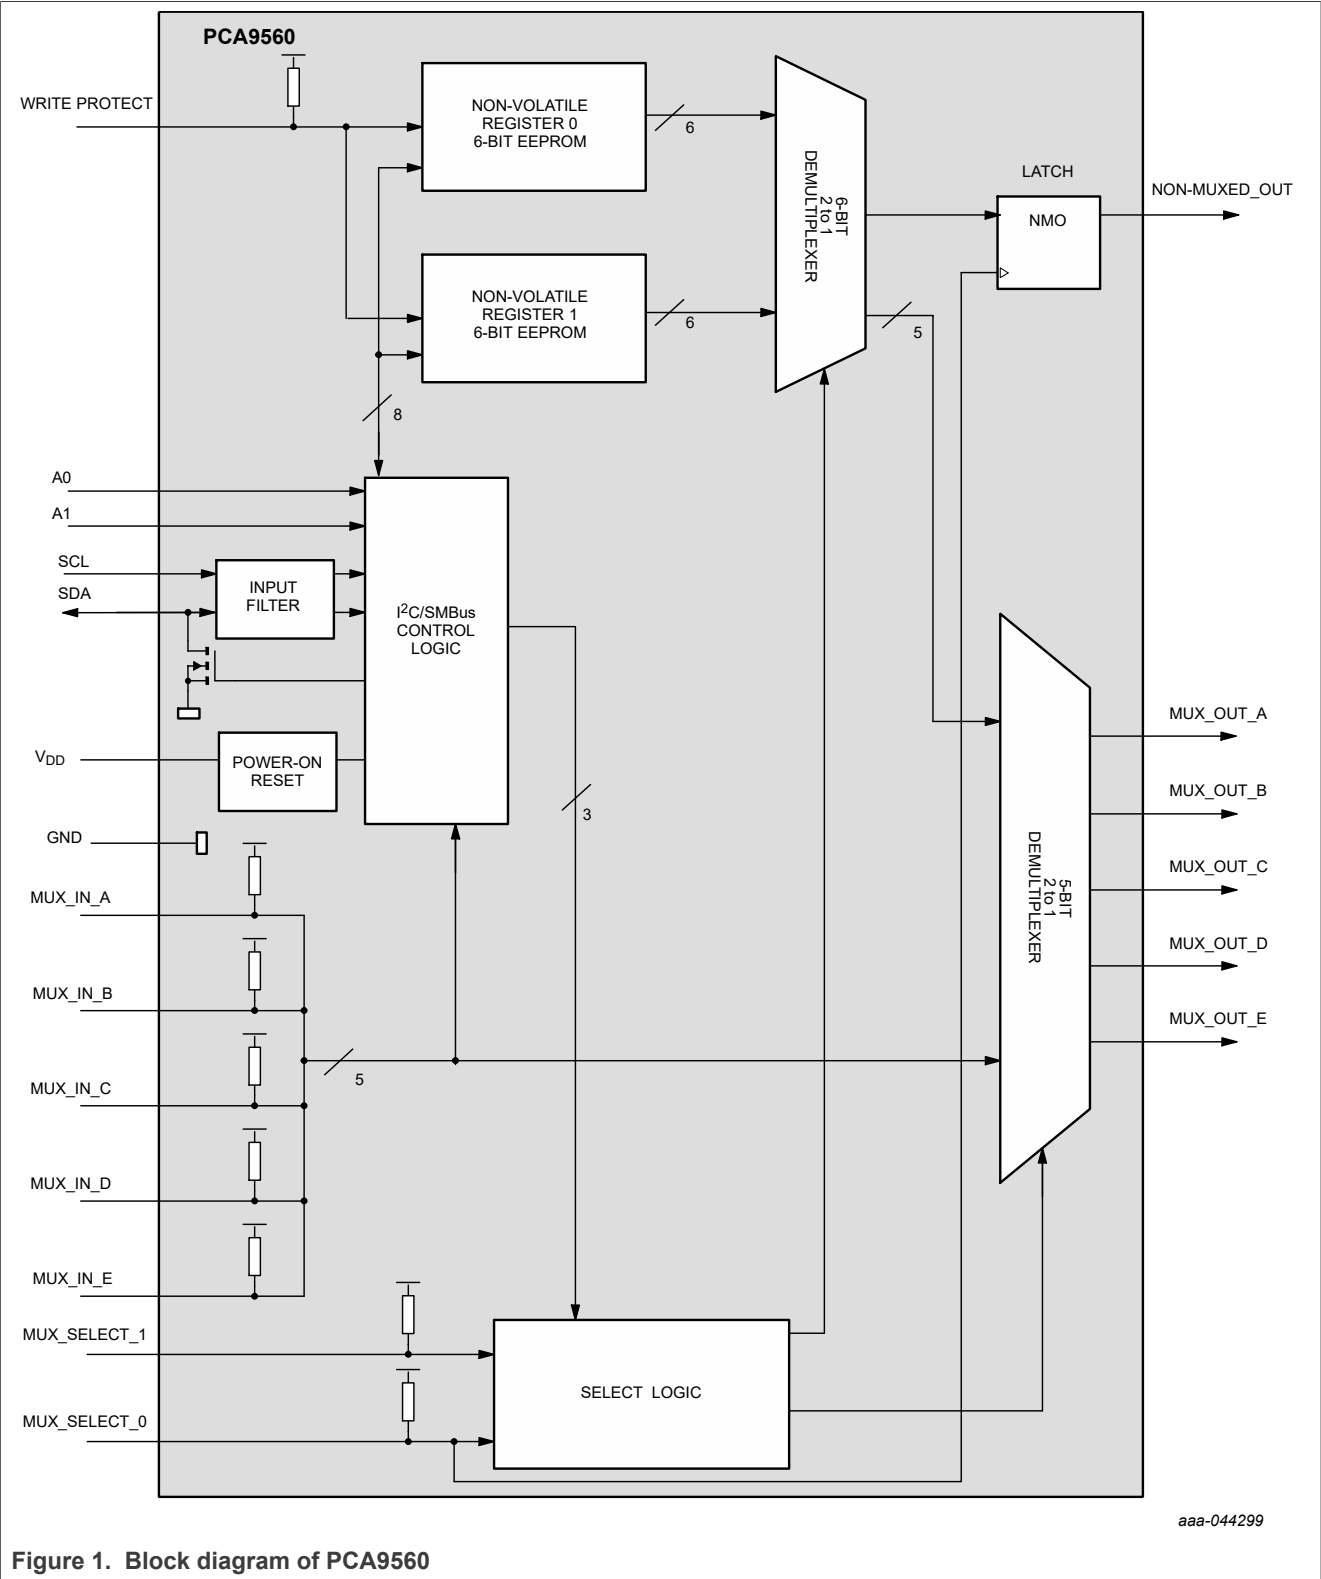 PCA9560
WRITE PROTECT
NON-VOLATILE
REGISTER 0
6-BIT EEPROM
6
6-BIT
2 to 1
DEMULTIPLEXER
LATCH
NMO
NON-MUXED_OUT
NON-VOLATILE
REGISTER 1
6-BIT EEPROM
6
5
8
A0
A1
SCL
SDA
INPUT
FILTER
I²C/SMBus
CONTROL
LOGIC
VDD
POWER-ON
RESET
3
GND
MUX_IN_A
MUX_IN_B
MUX_IN_C
MUX_IN_D
MUX_IN_E
5
5-BIT
2 to 1
DEMULTIPLEXER
MUX_OUT_A
MUX_OUT_B
MUX_OUT_C
MUX_OUT_D
MUX_OUT_E
MUX_SELECT_1
MUX_SELECT_0
SELECT LOGIC
aaa-044299
Figure 1. Block diagram of PCA9560